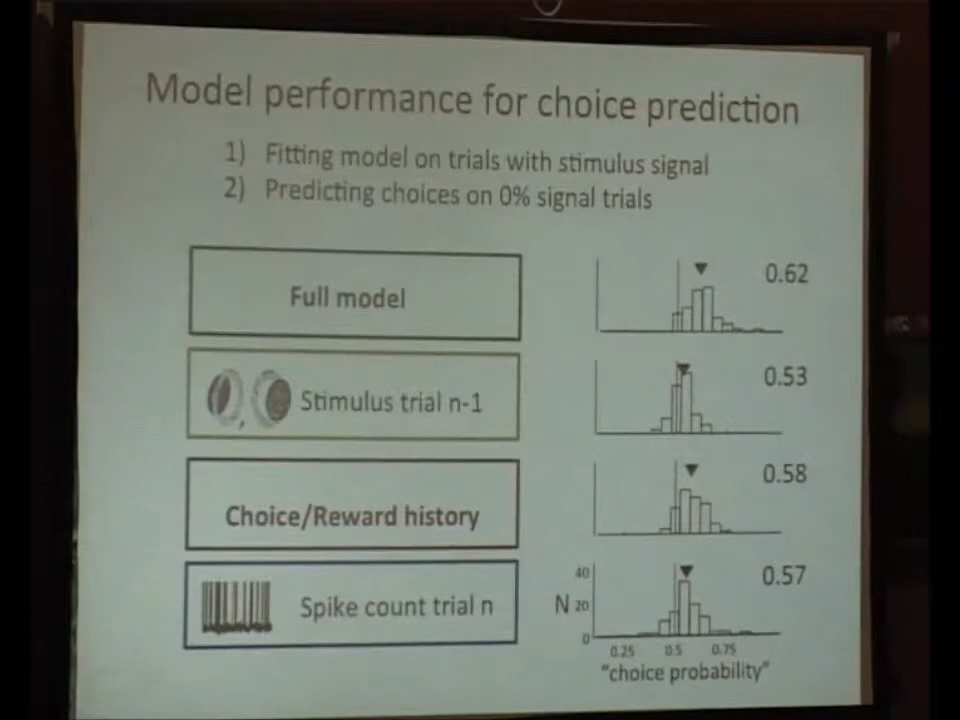 Model performance for choice prediction
1) Fitting model on trials with stimulus signal
2) Predicting choices on 0% signal trials
Full model
0.62
Stimulus trial n-1
0.53
Choice/Reward history
0.58
Spike count trial n
0.57
40
N 20
0
0.25 0.5 0.75
"choice probability"